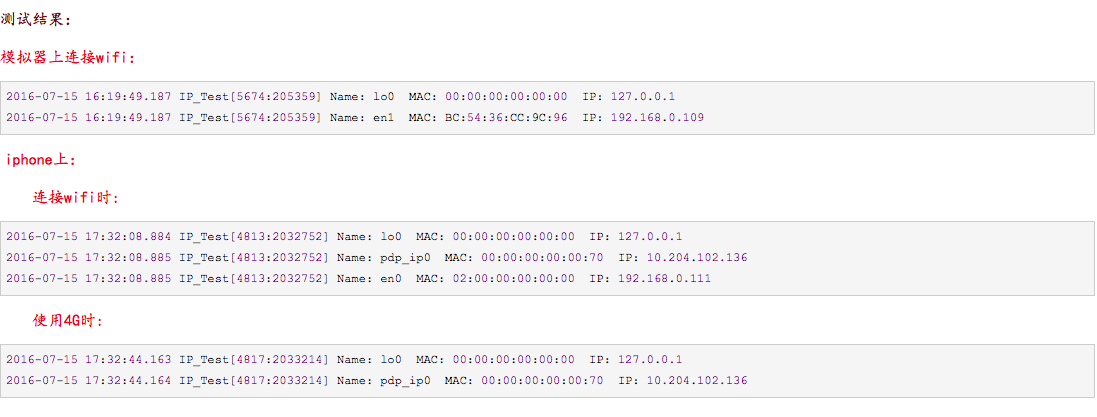 测试结果：
模拟器上连接wifi：
2016-07-15 16:19:49.187 IP_Test[5674:205359] Name: lo0  MAC: 00:00:00:00:00:00  IP: 127.0.0.1
2016-07-15 16:19:49.187 IP_Test[5674:205359] Name: en1  MAC: BC:54:36:CC:9C:96  IP: 192.168.0.109
iphone上：
连接wifi时：
2016-07-15 17:32:08.884 IP_Test[4813:2032752] Name: lo0  MAC: 00:00:00:00:00:00  IP: 127.0.0.1
2016-07-15 17:32:08.885 IP_Test[4813:2032752] Name: pdp_ip0  MAC: 00:00:00:00:00:70  IP: 10.204.102.136
2016-07-15 17:32:08.885 IP_Test[4813:2032752] Name: en0  MAC: 02:00:00:00:00:00  IP: 192.168.0.111
使用4G时：
2016-07-15 17:32:44.163 IP_Test[4817:2033214] Name: lo0  MAC: 00:00:00:00:00:00  IP: 127.0.0.1
2016-07-15 17:32:44.164 IP_Test[4817:2033214] Name: pdp_ip0  MAC: 00:00:00:00:00:70  IP: 10.204.102.136